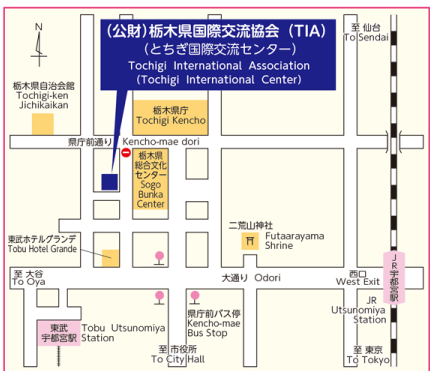 (公財)栃木県国際交流協会 (TIA)
(とちぎ国際交流センター)
Tochigi International Association
(Tochigi International Center)
N
至 仙台
To Sendai
栃木県自治会館
Tochigi-ken
Jichikaikan
栃木県庁
Tochigi Kencho
県庁前通り Kencho-mae dori
栃木県
総合文化
センター
Sogo
Bunka
Center
東武ホテルグランデ
Tobu Hotel Grande
二荒山神社
Futaarayama
Shrine
至 大谷
To Oya
大通り Odori
西口
West Exit
JR宇都宮駅
JR
Utsunomiya
Station
東武
宇都宮駅
Tobu Utsunomiya
Station
県庁前バス停
Kencho-mae
Bus Stop
至 市役所
To City Hall
至 東京
To Tokyo